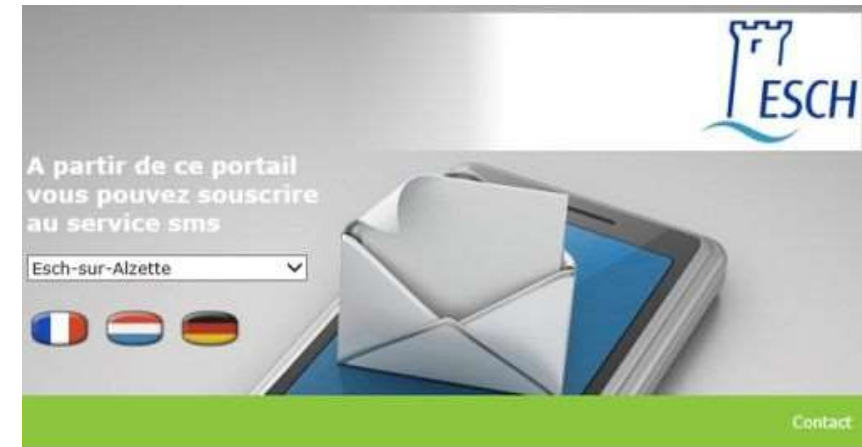 ESCH
A partir de ce portail
vous pouvez souscrire
au service sms
Esch-sur-Alzette
Contact